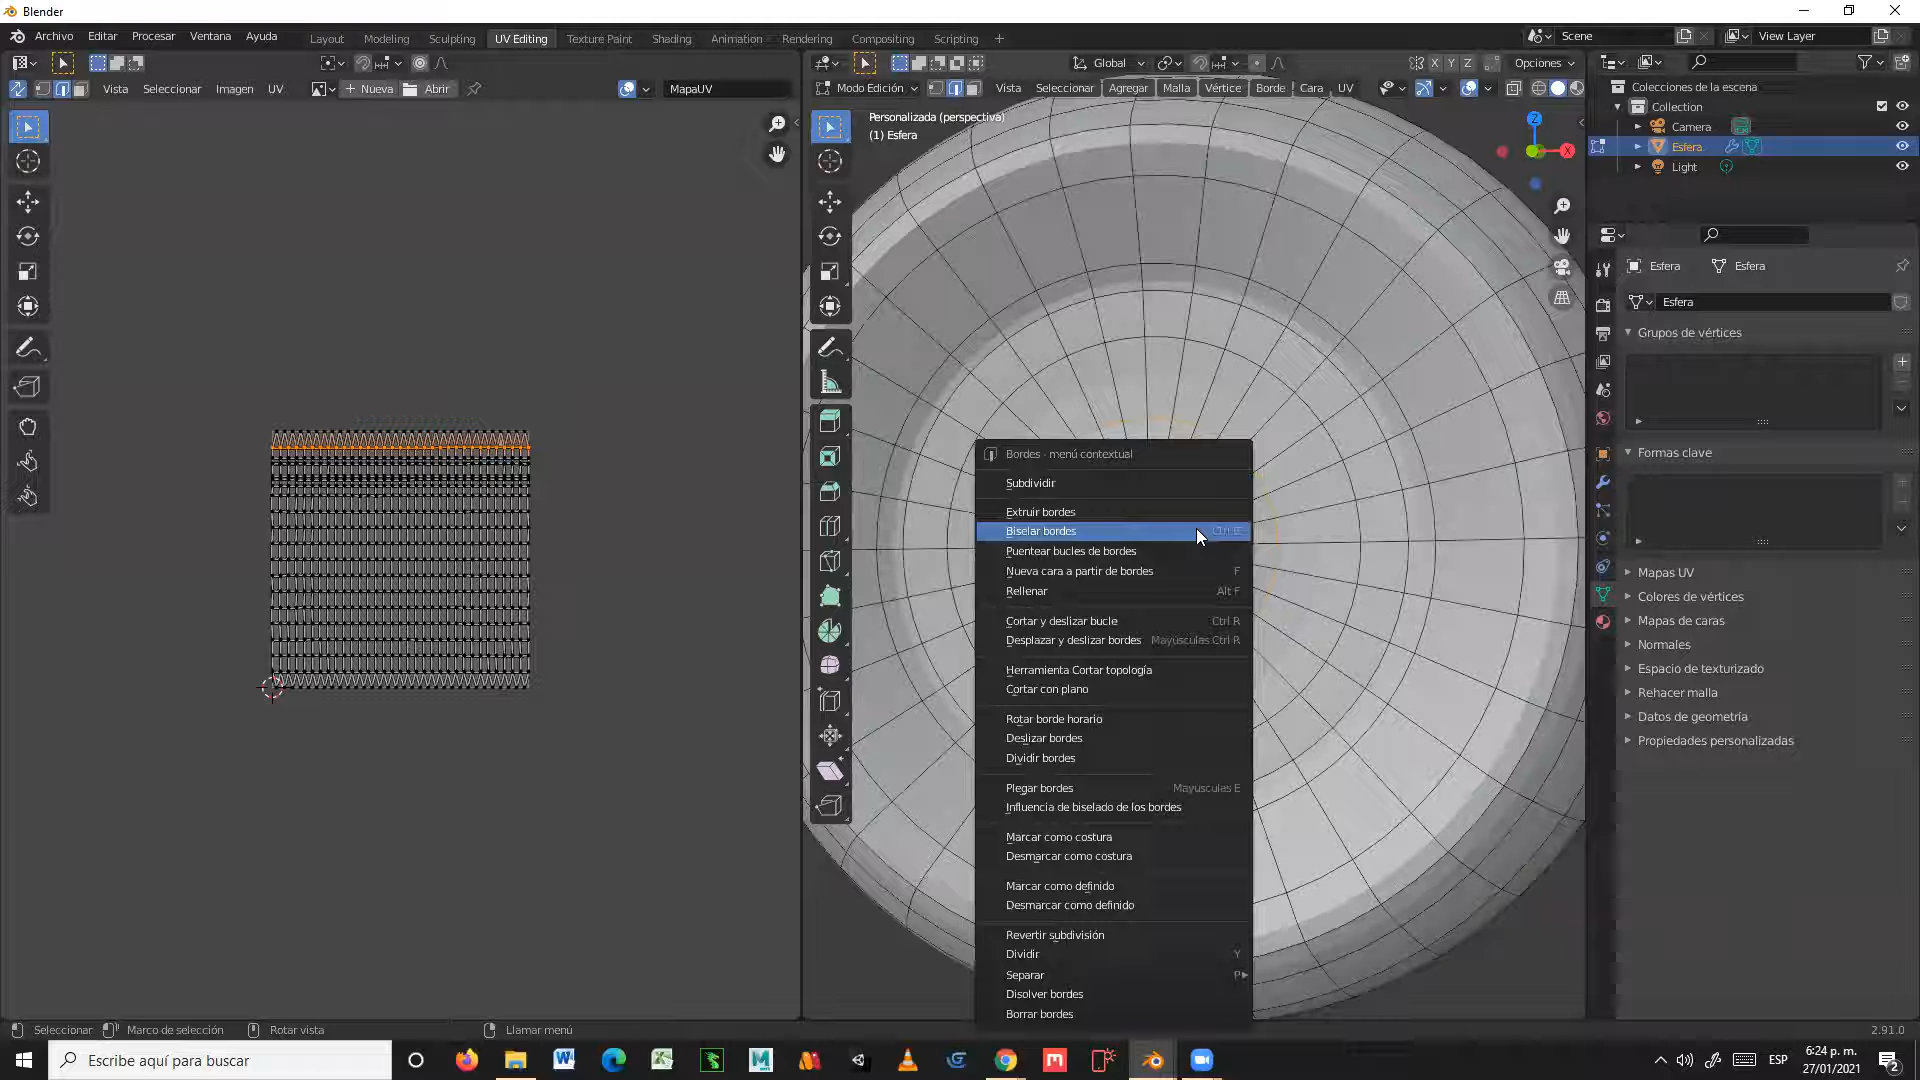 Blender
Archivo Editar Procesar Ventana Ayuda Layout Modeling Sculpting UV Editing Texture Paint Shading Animation Rendering Compositing Scripting + Scene View Layer
Global X Y Z Opciones
Vista Seleccionar Imagen UV + Nueva Abrir MapaUV
Modo Edición Vista Seleccionar Agregar Malla Vértice Borde Cara UV
Personalizada (perspectiva)
(1) Esfera
Z
X
Colecciones de la escena
Collection
Camera
Esfera
Light
Esfera Esfera
Esfera
Grupos de vértices
Formas clave
Mapas UV
Colores de vértices
Mapas de caras
Normales
Espacio de texturizado
Rehacer malla
Datos de geometría
Propiedades personalizadas
Bordes - menú contextual
Subdividir
Extruir bordes
Biselar bordes
Puentear bucles de bordes
Nueva cara a partir de bordes F
Rellenar Alt F
Cortar y deslizar bucle Ctrl R
Desplazar y deslizar bordes Mayúsculas Ctrl R
Herramienta Cortar topología
Cortar con plano
Rotar borde horario
Deslizar bordes
Dividir bordes
Plegar bordes Mayúsculas E
Influencia de biselado de los bordes
Marcar como costura
Desmarcar como costura
Marcar como definido
Desmarcar como definido
Revertir subdivisión
Dividir Y
Separar P
Disolver bordes
Borrar bordes
Seleccionar Marco de selección Rotar vista Llamar menú 2.91.0
Escribe aquí para buscar
ESP
6:24 p. m.
27/01/2021
2